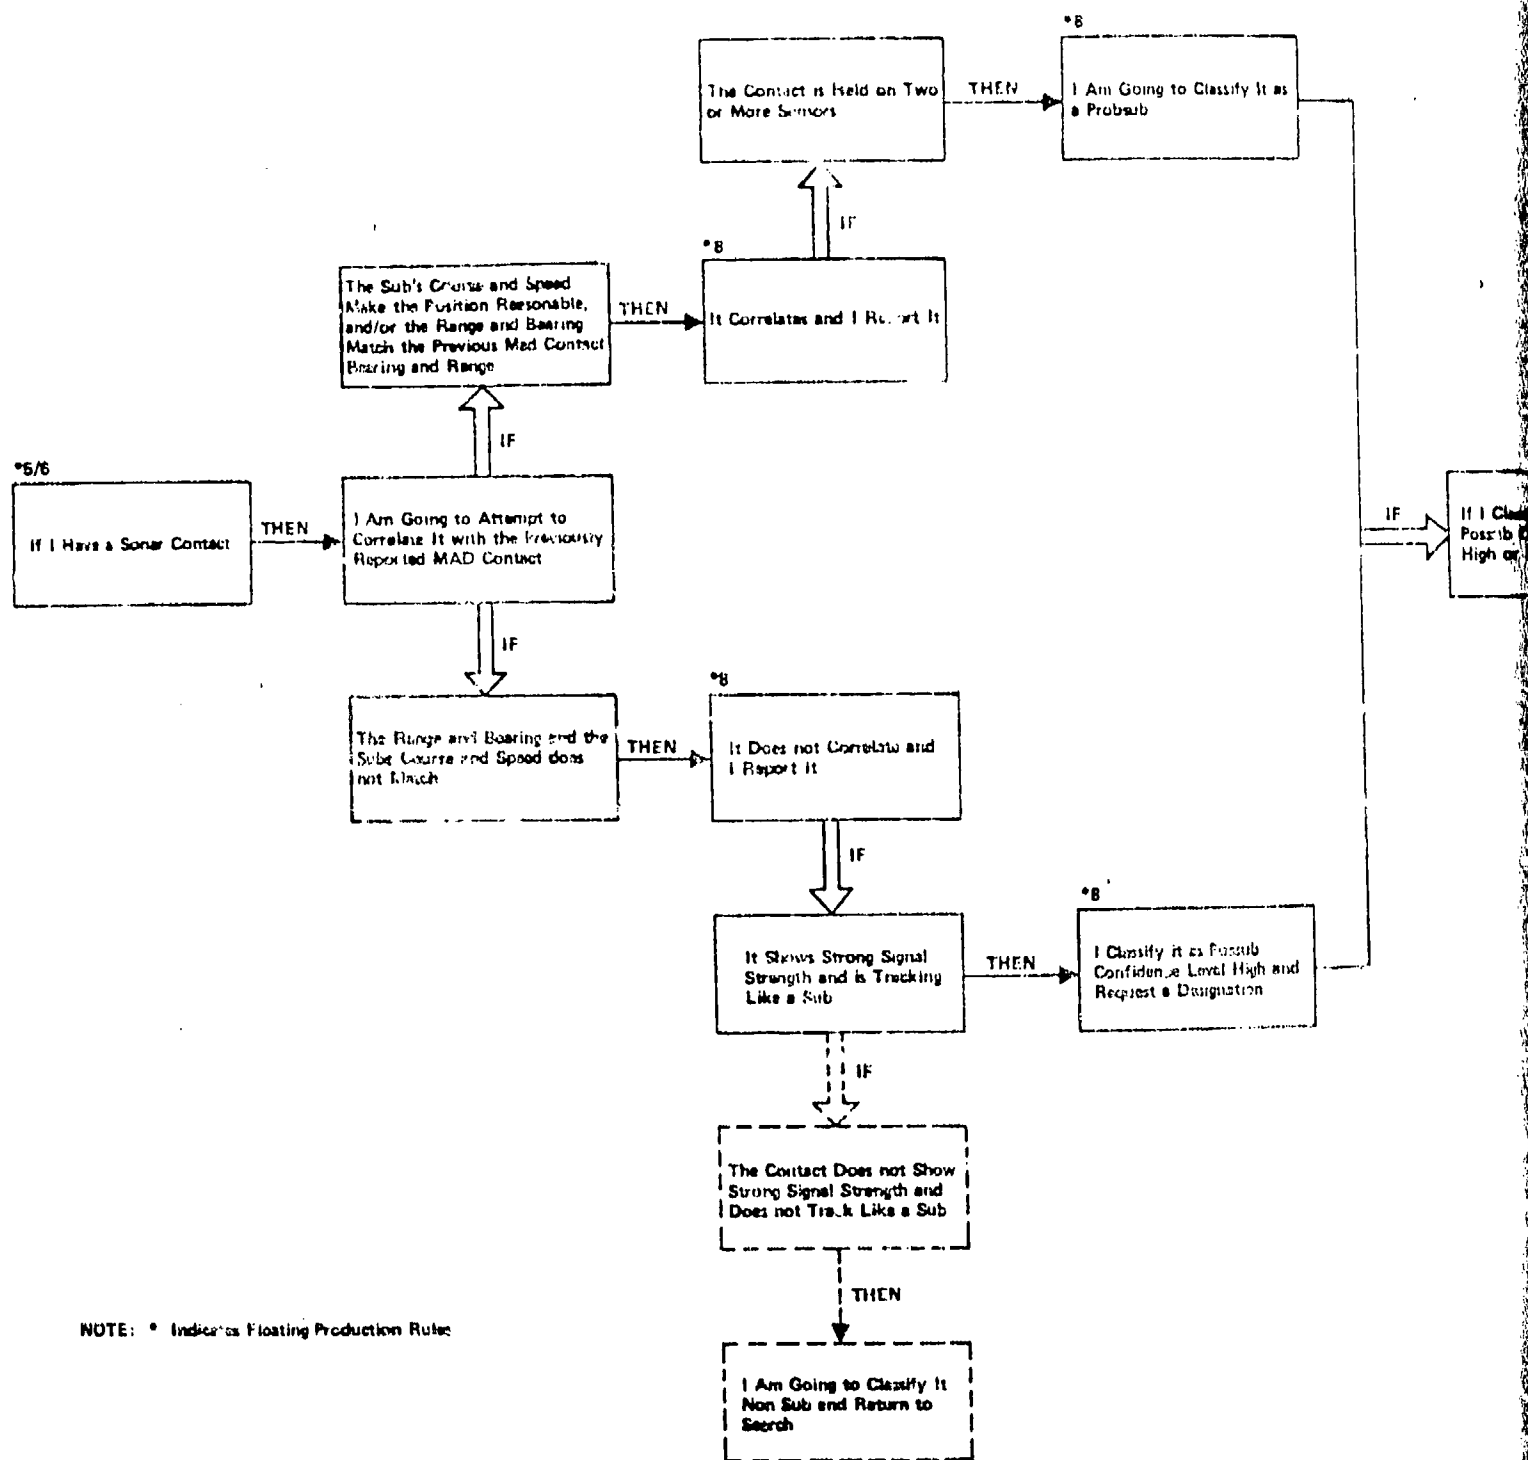 *8
The Contact is Held on Two
or More Sensors
THEN
I Am Going to Classify It as
a Probsub
IF
*8
The Sub's Course and Speed
Make the Position Reasonable,
and/or the Range and Bearing
Match the Previous Mad Contact
Bearing and Range
THEN
It Correlates and I Report It
IF
*5/6
If I Have a Sonar Contact
THEN
I Am Going to Attempt to
Correlate It with the Previously
Reported MAD Contact
IF
If I
High or
IF
*8
The Range and Bearing and the
Subs Course and Speed does
not Match
THEN
It Does not Correlate and
I Report It
IF
*8
It Shows Strong Signal
Strength and is Tracking
Like a Sub
THEN
I Classify it as Possub
Confidence Level High and
Request a Designation
IF
The Contact Does not Show
Strong Signal Strength and
Does not Track Like a Sub
THEN
NOTE: * Indicates Floating Production Rules
I Am Going to Classify It
Non Sub and Return to
Search